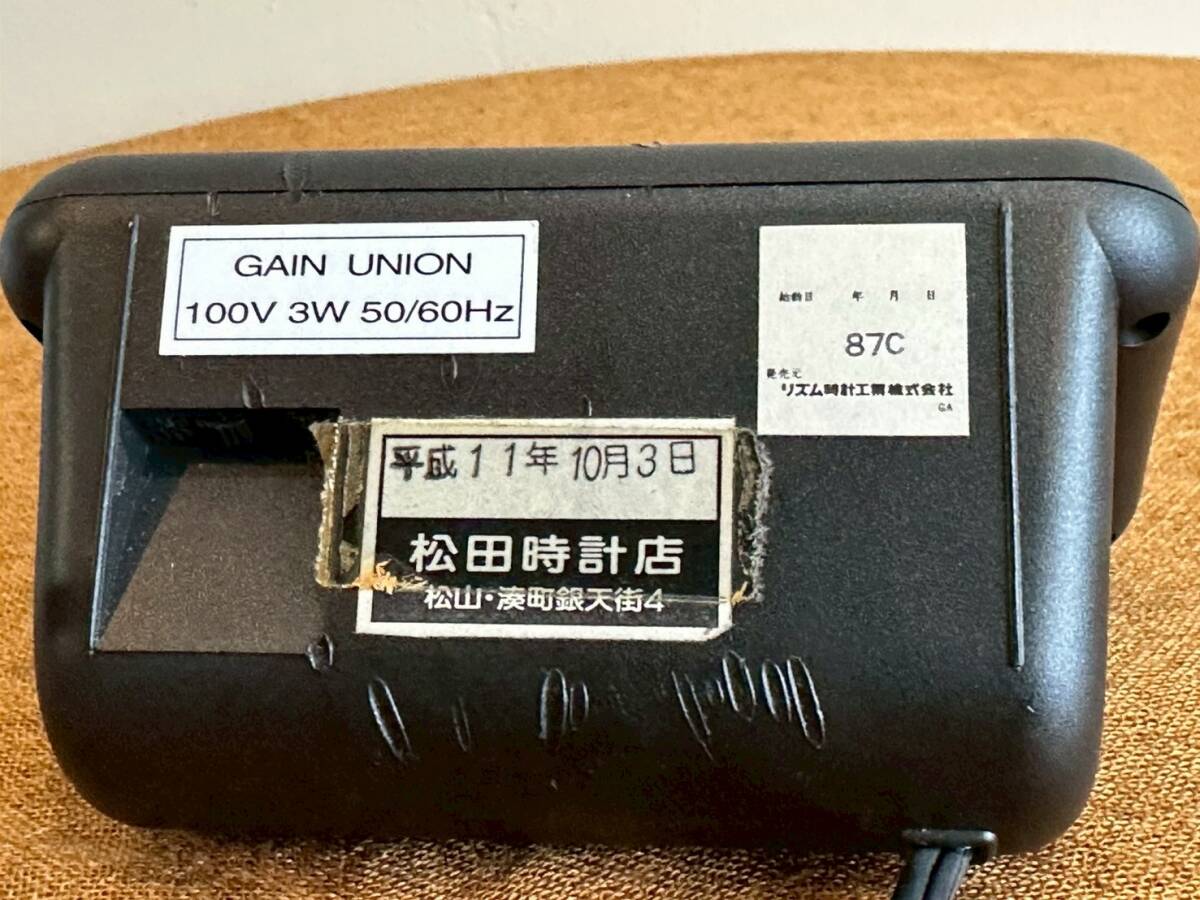 GAIN UNION
100V 3W 50/60Hz
始動日 年 月 日
87C
発売元
リズム時計工業株式会社
GA
平成11年10月3日
松田時計店
松山・湊町銀天街4